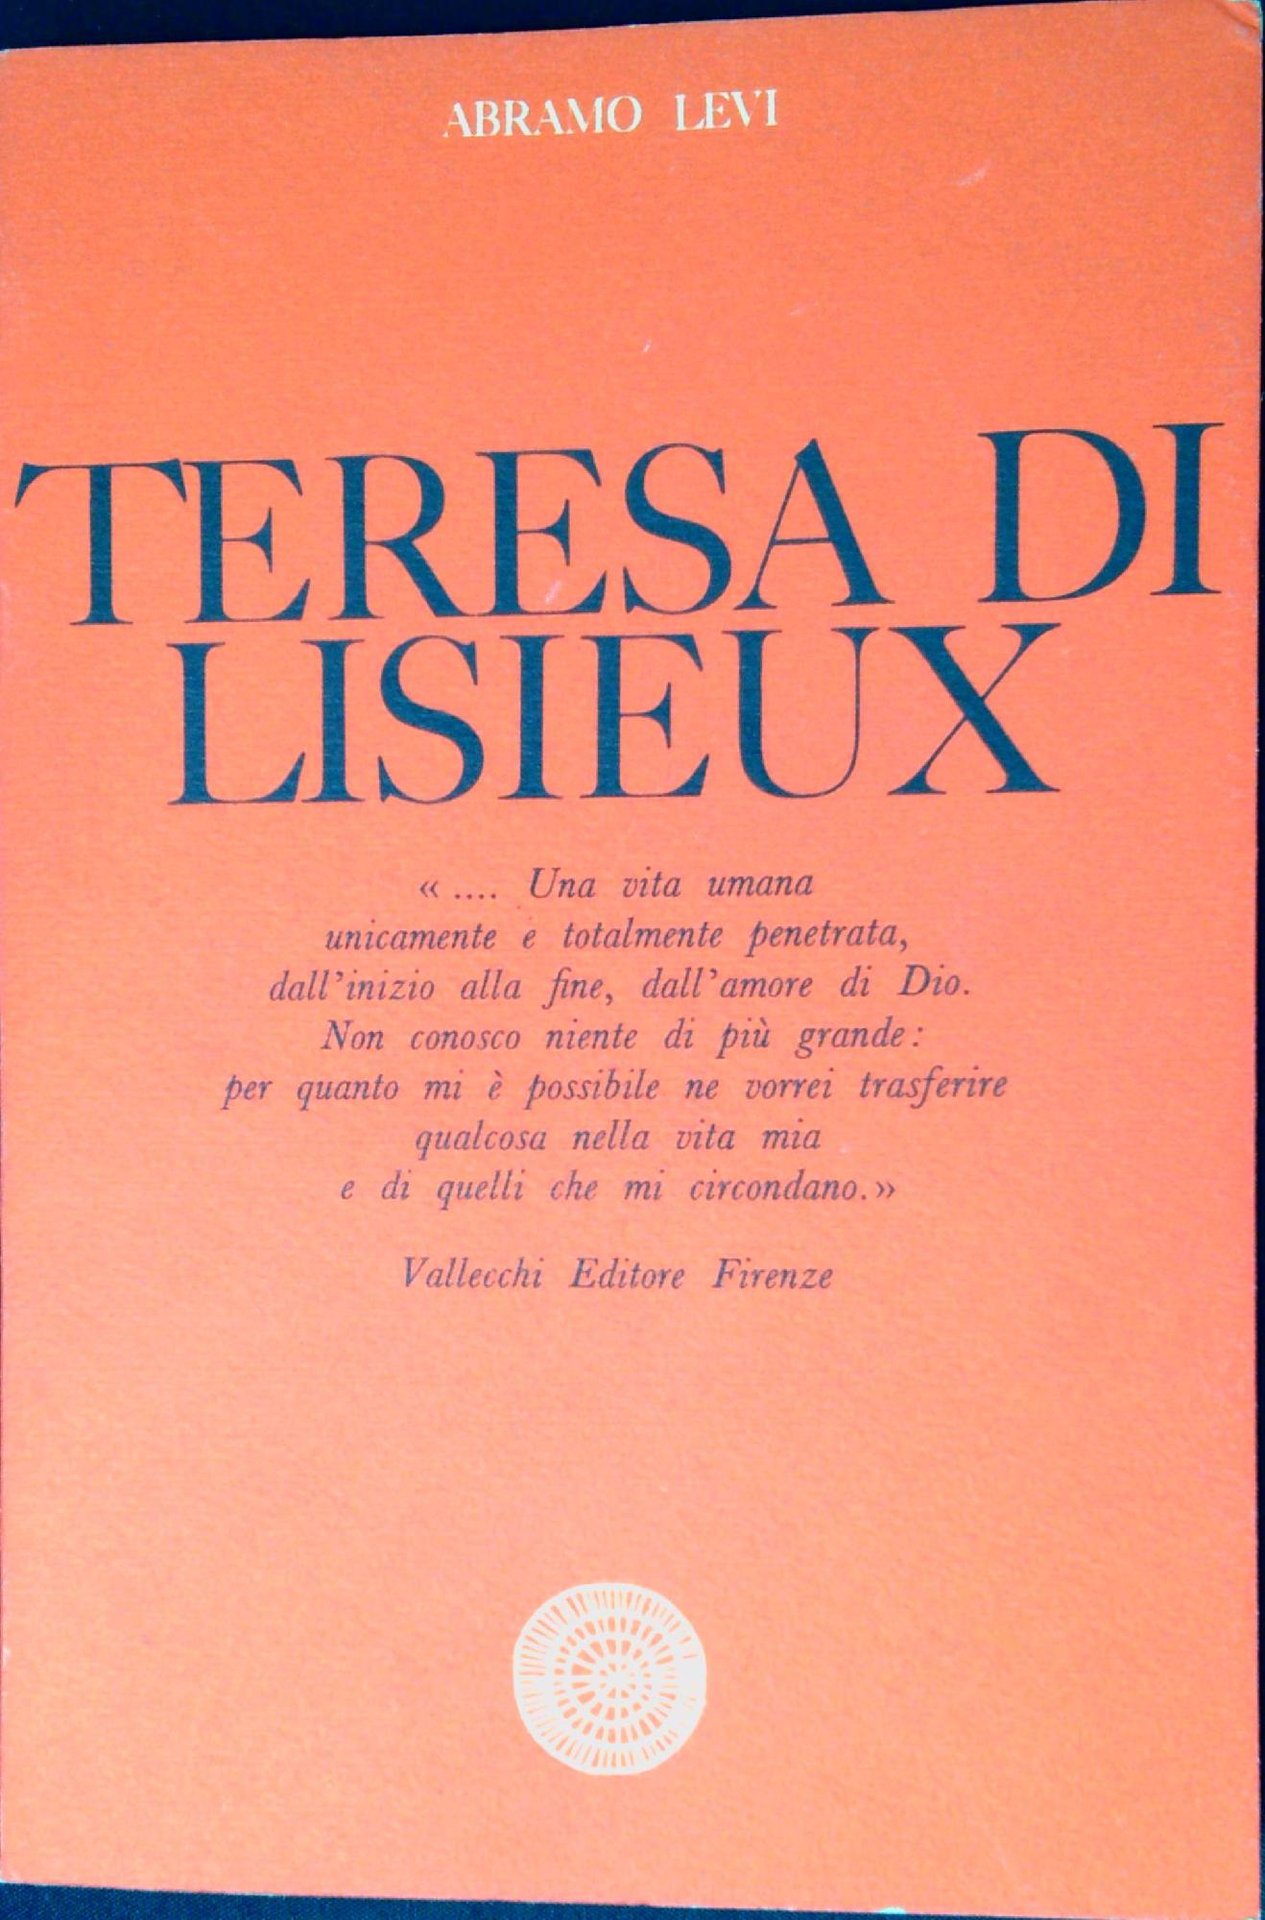 ABRAMO LEVI
TERESA DI
LISIEUX
« .... Una vita umana
unicamente e totalmente penetrata,
dall'inizio alla fine, dall'amore di Dio.
Non conosco niente di più grande:
per quanto mi è possibile ne vorrei trasferire
qualcosa nella vita mia
e di quelli che mi circondano.»
Vallecchi Editore Firenze